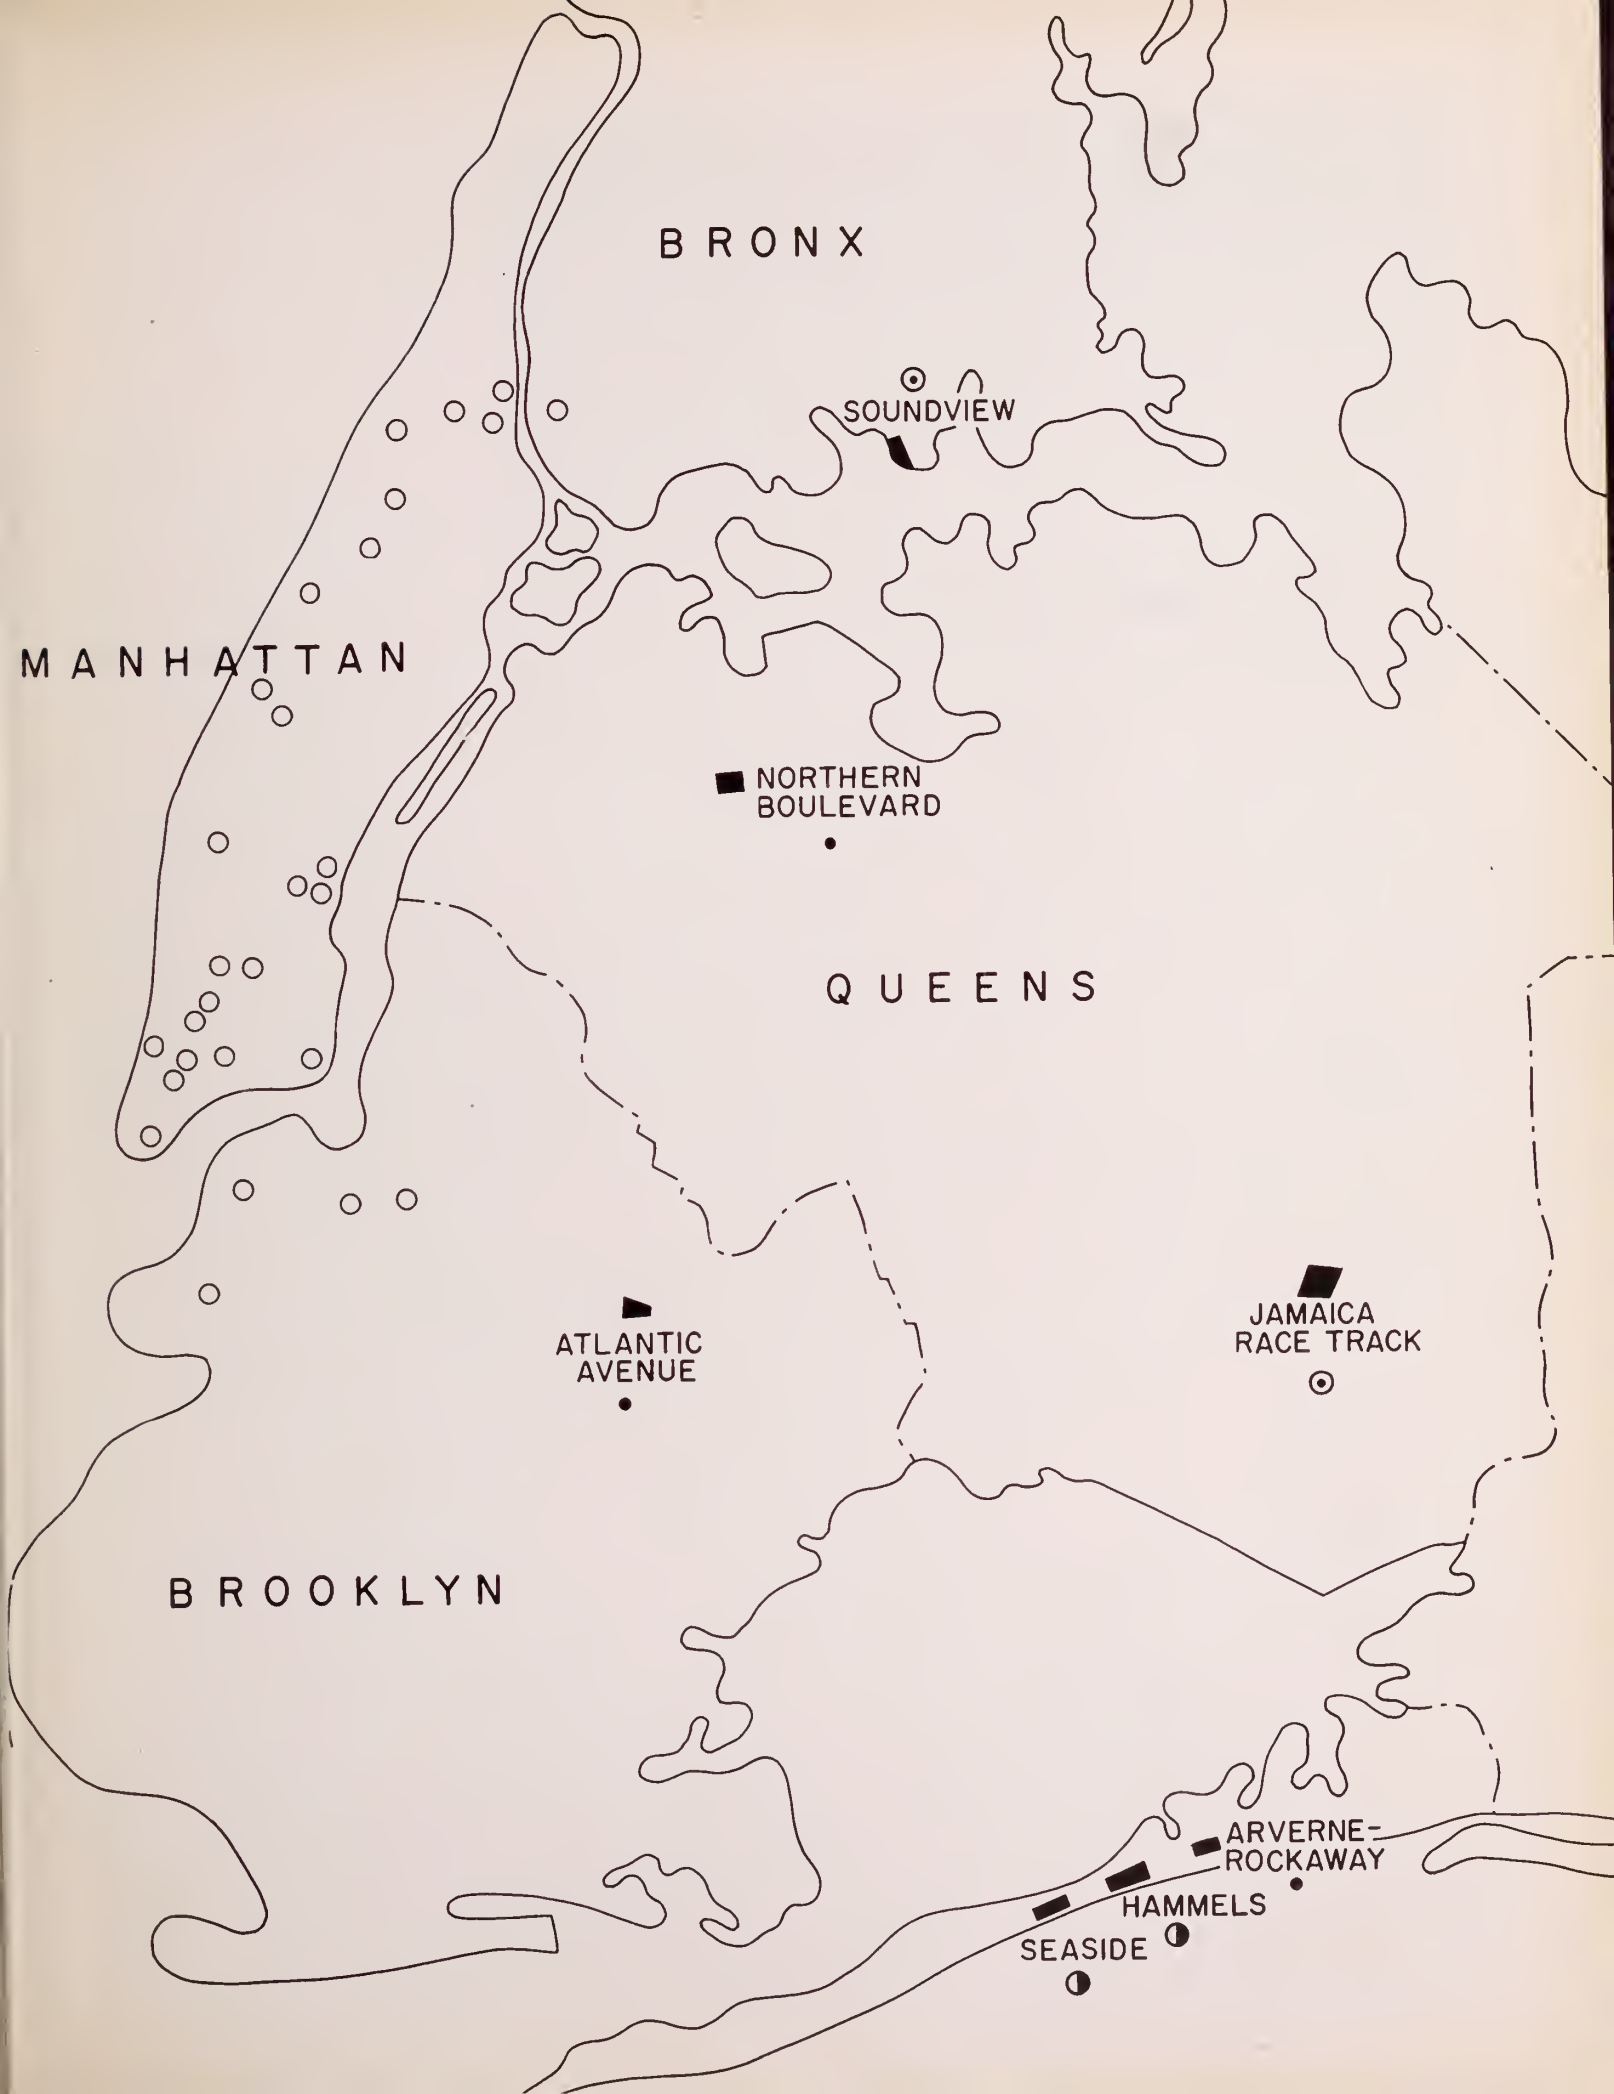 BRONX
SOUNDVIEW
MANHATTAN
NORTHERN
BOULEVARD
QUEENS
JAMAICA
RACE TRACK
ATLANTIC
AVENUE
BROOKLYN
ARVERNE-
ROCKAWAY
HAMMELS
SEASIDE